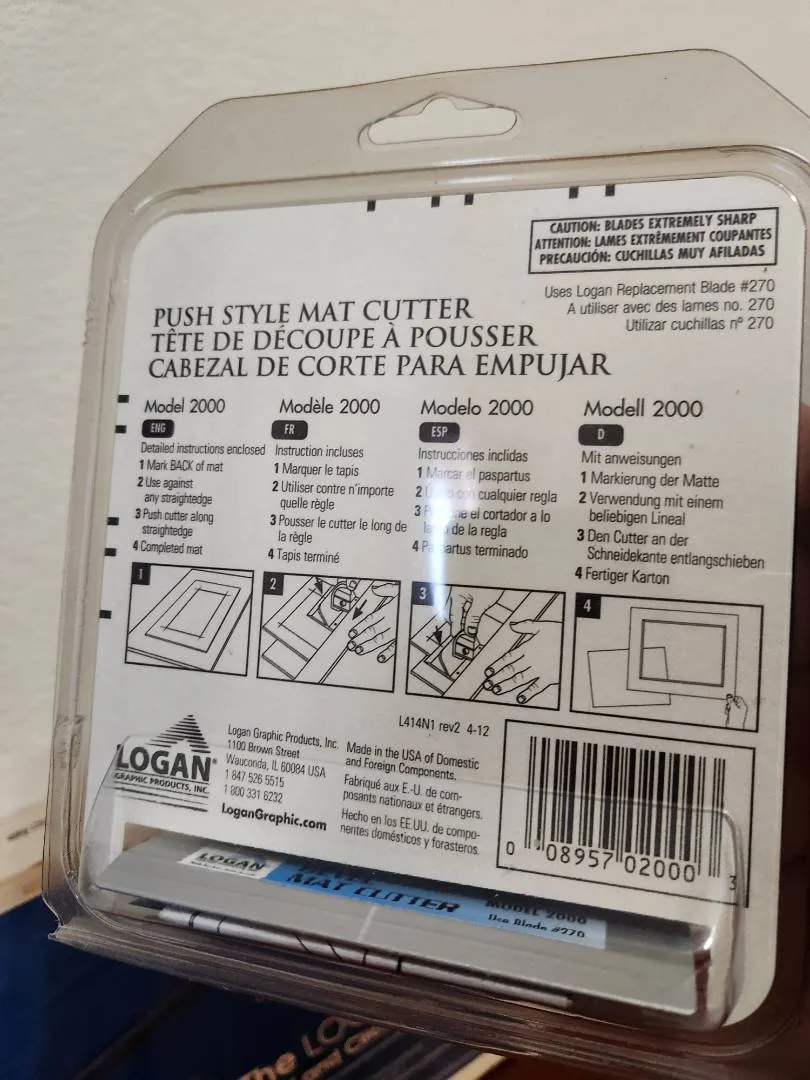 CAUTION: BLADES EXTREMELY SHARP
ATTENTION: LAMES EXTRÊMEMENT COUPANTES
PRECAUCIÓN: CUCHILLAS MUY AFILADAS
Uses Logan Replacement Blade #270
A utiliser avec des lames no. 270
Utilizar cuchillas nº 270
PUSH STYLE MAT CUTTER
TÊTE DE DÉCOUPE À POUSSER
CABEZAL DE CORTE PARA EMPUJAR
Model 2000
ENG
Detailed instructions enclosed
1 Mark BACK of mat
2 Use against
any straightedge
3 Push cutter along
straightedge
4 Completed mat
Modèle 2000
FR
Instruction incluses
1 Marquer le tapis
2 Utiliser contre n'importe
quelle règle
3 Pousser le cutter le long de
la règle
4 Tapis terminé
Modelo 2000
ESP
Instrucciones inclidas
1 Marcar el paspartus
2 con cualquier regla
3 el cortador a lo
de la regla
4 terminado
Modell 2000
D
Mit anweisungen
1 Markierung der Matte
2 Verwendung mit einem
beliebigen Lineal
3 Den Cutter an der
Schneidekante entlangschieben
4 Fertiger Karton
1
2
3
4
L414N1 rev2 4-12
LOGAN®
GRAPHIC PRODUCTS, INC.
Logan Graphic Products, Inc.
1100 Brown Street
Wauconda, IL 60084 USA
1 847 526 5515
1 800 331 6232
LoganGraphic.com
Made in the USA of Domestic
and Foreign Components.
Fabriqué aux E.-U. de com-
posants nationaux et étrangers.
Hecho en los EE.UU. de compo-
nentes domésticos y forasteros.
0 08957 02000 3
LOGAN
MAT CUTTER
MODEL 2000
Use Blade #270
The
and